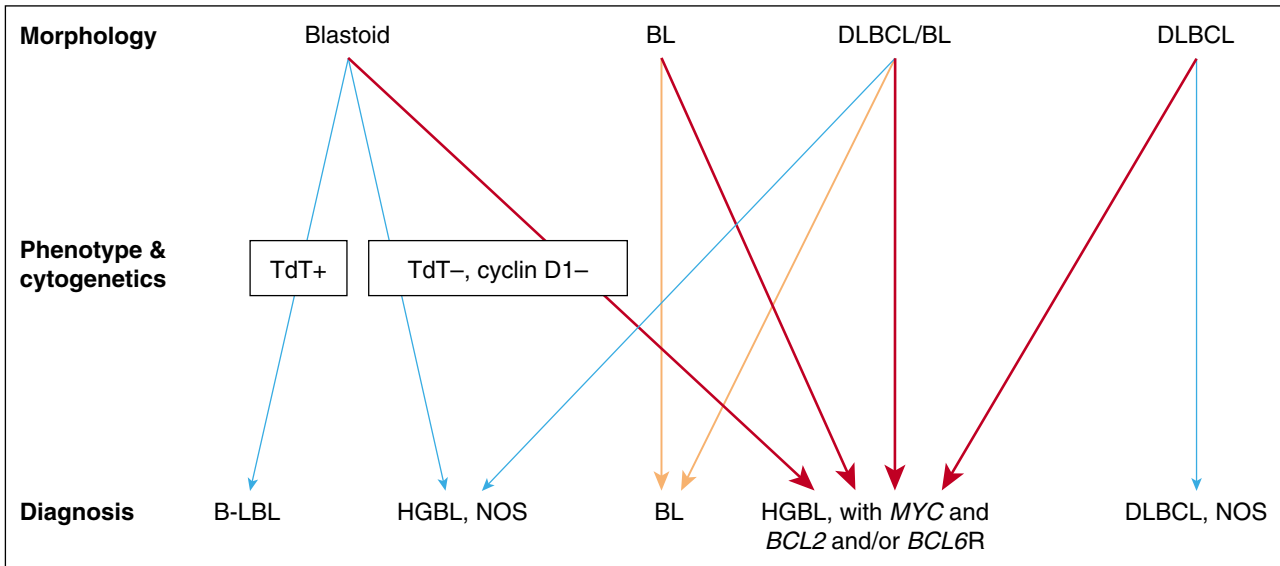 Morphology Blastoid BL DLBCL/BL DLBCL
Phenotype &
cytogenetics
TdT+ TdT–, cyclin D1–
Diagnosis B-LBL HGBL, NOS BL HGBL, with MYC and DLBCL, NOS
BCL2 and/or BCL6R